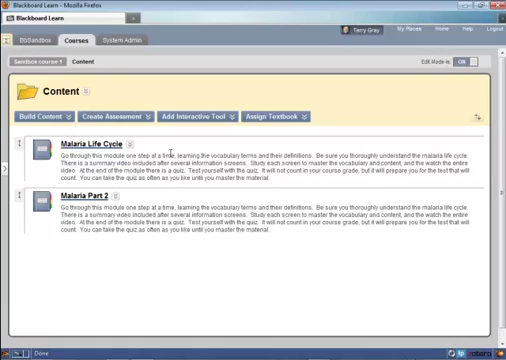 Blackboard Learn - Mozilla Firefox
Blackboard Learn
Terry Gray My Places Home Help Logout
BbSandbox Courses System Admin
Sandbox course Content Edit Mode is: ON
Content
Build Content Create Assessment Add Interactive Tool Assign Textbook
Malaria Life Cycle
Go through this module one step at a time, learning the vocabulary terms and their definitions. Be sure you thoroughly understand the malaria life cycle.
There is a summary video included after several information screens. Study each screen to master the vocabulary and content, and the watch the entire
video. At the end of the module there is a quiz. Test yourself with the quiz. It will not count in your course grade, but it will prepare you for the test that will
count. You can take the quiz as often as you like until you master the material.
Malaria Part 2
Go through this module one step at a time, learning the vocabulary terms and their definitions. Be sure you thoroughly understand the malaria life cycle.
There is a summary video included after several information screens. Study each screen to master the vocabulary and content, and the watch the entire
video. At the end of the module there is a quiz. Test yourself with the quiz. It will not count in your course grade, but it will prepare you for the test that will
count. You can take the quiz as often as you like until you master the material.
Done zotero